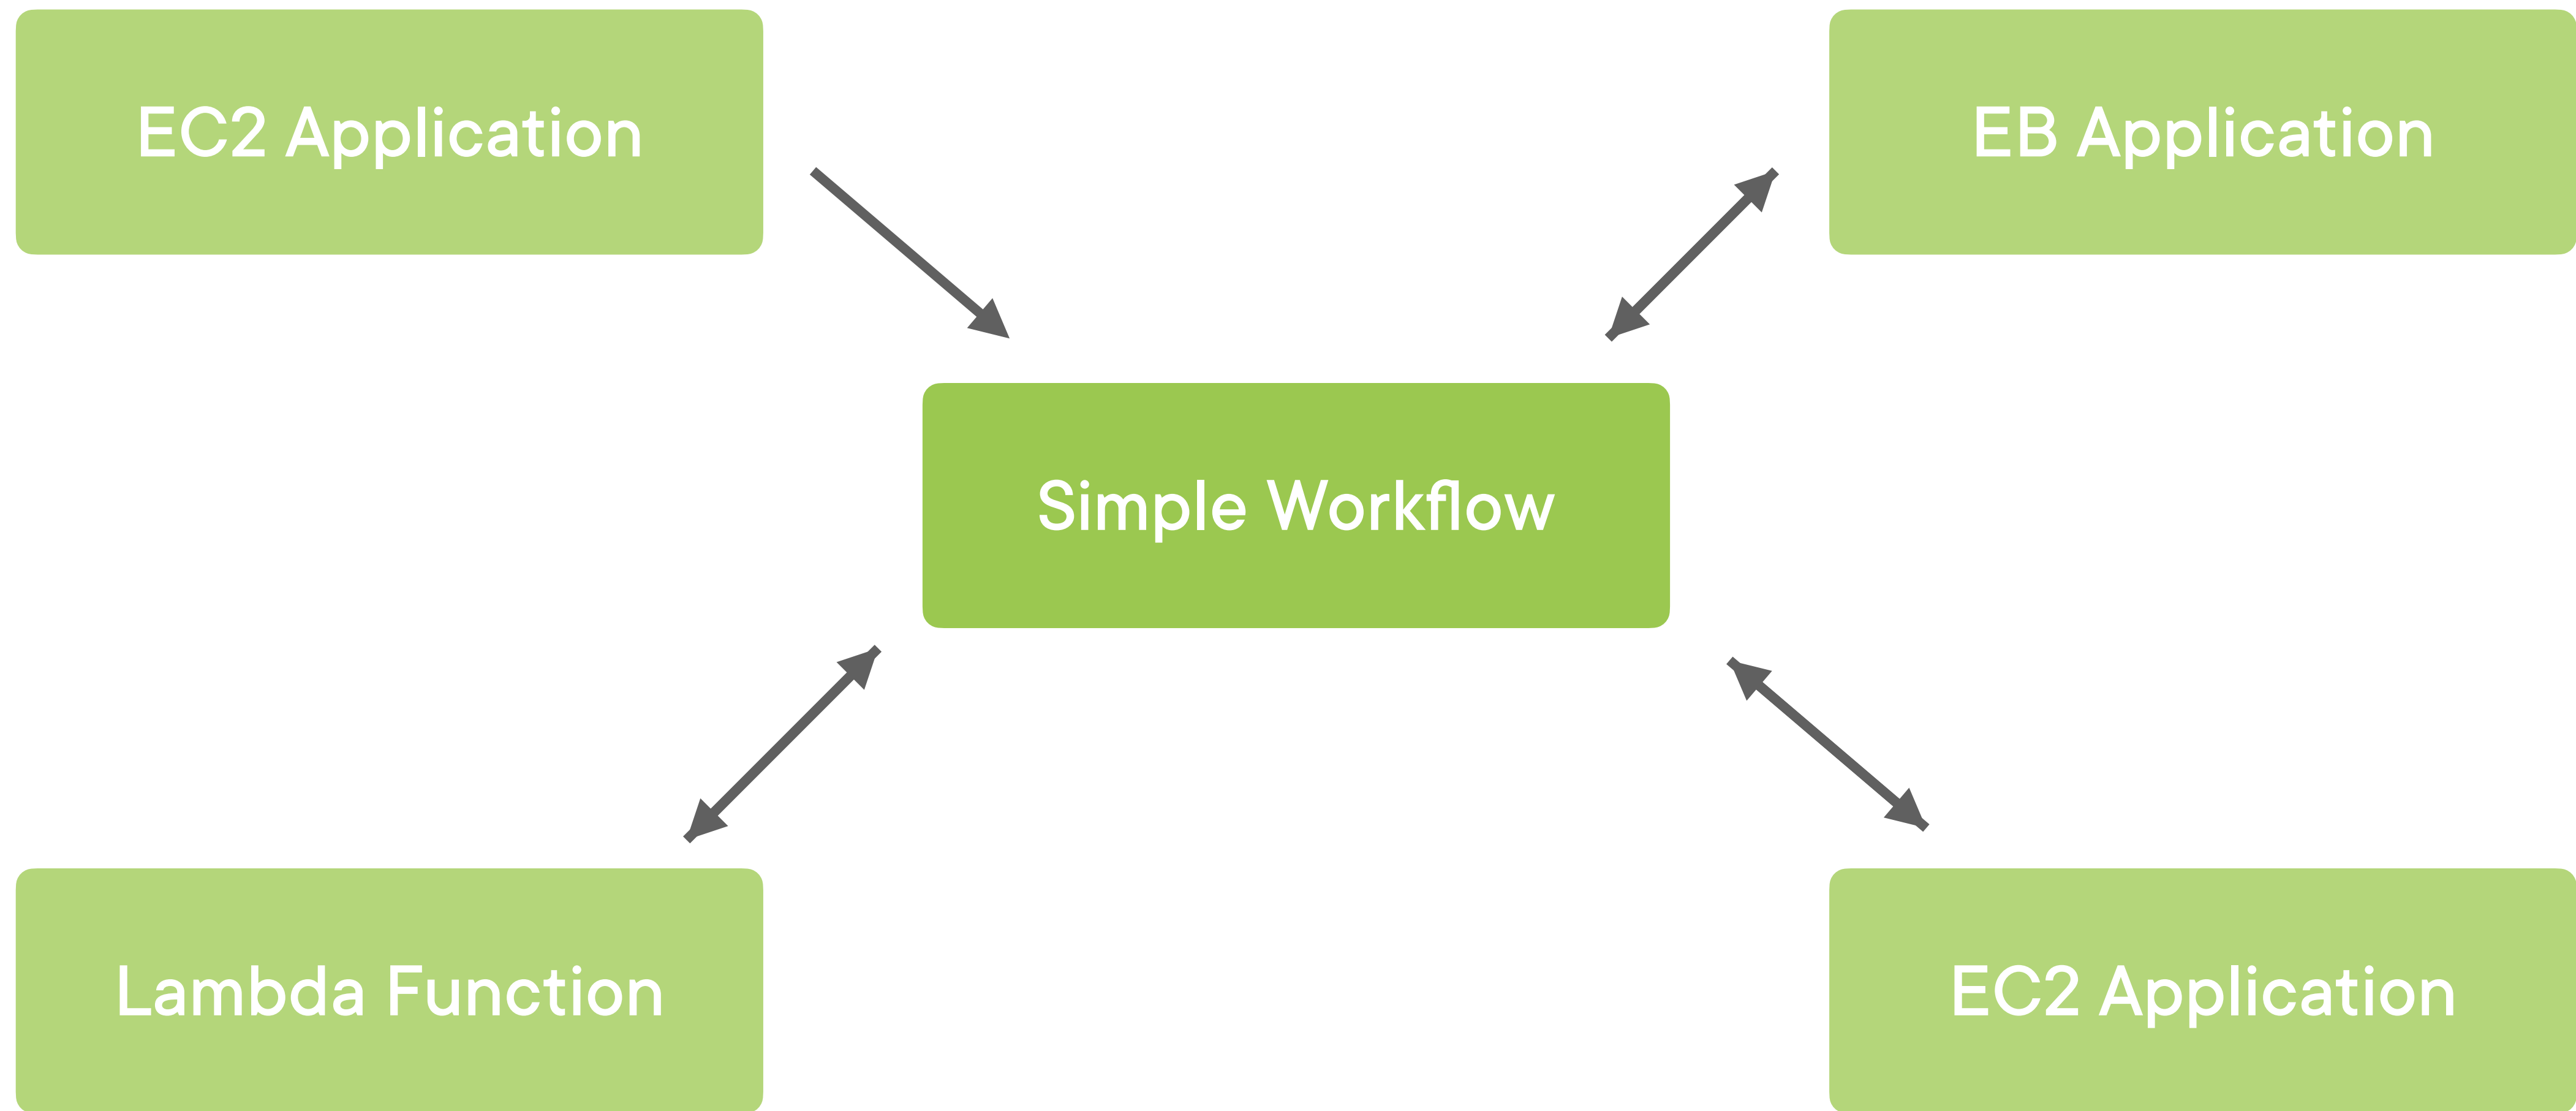 EC2 Application
EB Application
Simple Workflow
Lambda Function
EC2 Application